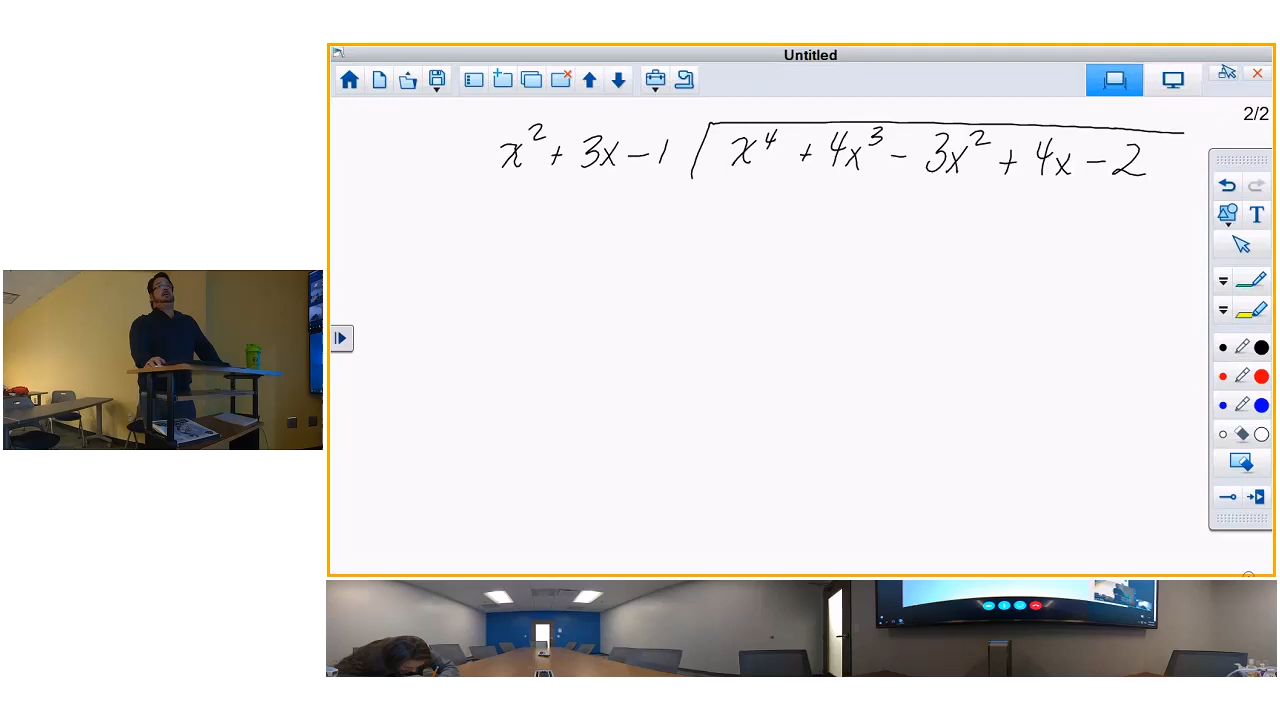 Untitled
2/2
x² + 3x - 1 ⟌ x⁴ + 4x³ - 3x² + 4x - 2
T